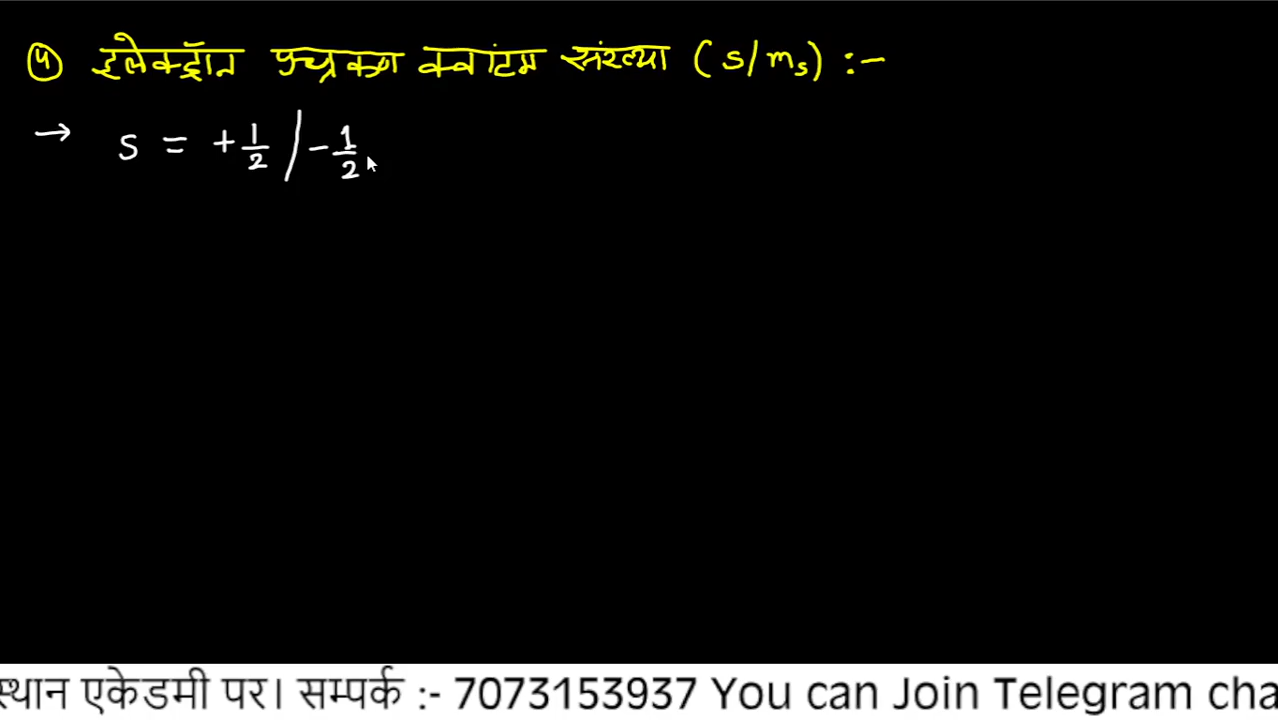 ④ इलेक्ट्रॉन चक्रण क्वांटम संख्या (s/mₛ) :-
→ s = +1/2 / -1/2
स्थान एकेडमी पर। सम्पर्क :- 7073153937 You can Join Telegram cha